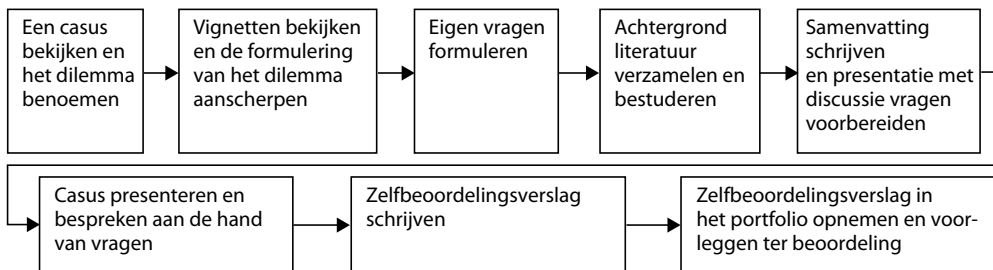 Een casus
bekijken en
het dilemma
benoemen
Vignetten bekijken
en de formulering
van het dilemma
aanscherpen
Eigen vragen
formuleren
Achtergrond
literatuur
verzamelen en
bestuderen
Samenvatting
schrijven
en presentatie met
discussie vragen
voorbereiden
Casus presenteren en
bespreken aan de hand
van vragen
Zelfbeoordelingsverslag
schrijven
Zelfbeoordelingsverslag in
het portfolio opnemen en voor-
leggen ter beoordeling